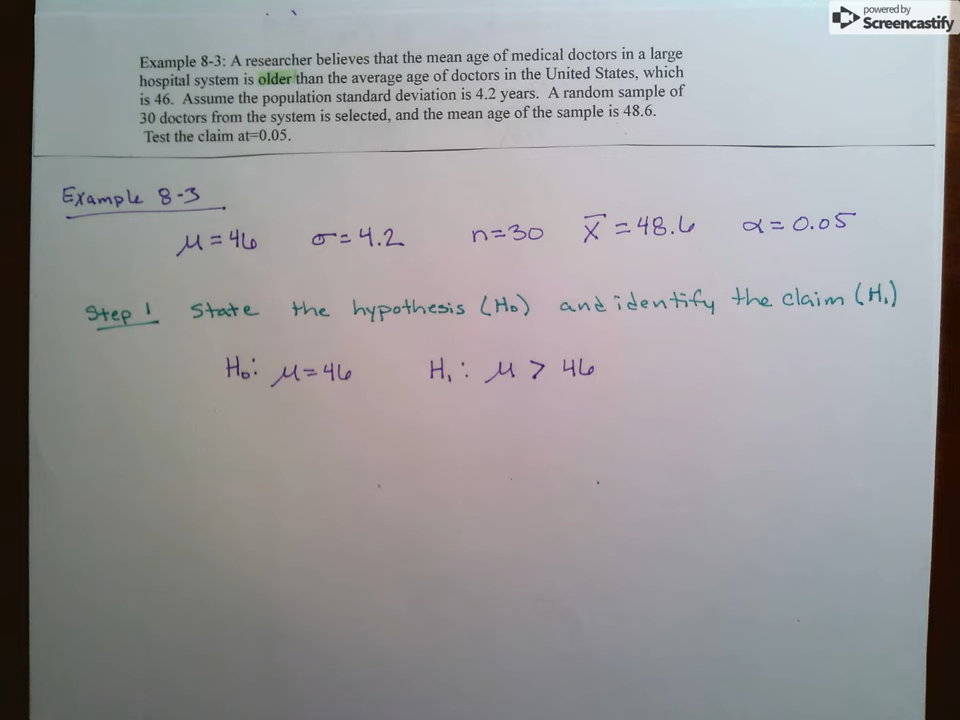 powered by
Screencastify
Example 8-3: A researcher believes that the mean age of medical doctors in a large
hospital system is older than the average age of doctors in the United States, which
is 46. Assume the population standard deviation is 4.2 years. A random sample of
30 doctors from the system is selected, and the mean age of the sample is 48.6.
Test the claim at=0.05.
Example 8-3
μ = 46 σ = 4.2 n=30 X̅ = 48.6 α = 0.05
Step 1 State the hypothesis (H₀) and identify the claim (H₁)
H₀: μ = 46 H₁: μ > 46